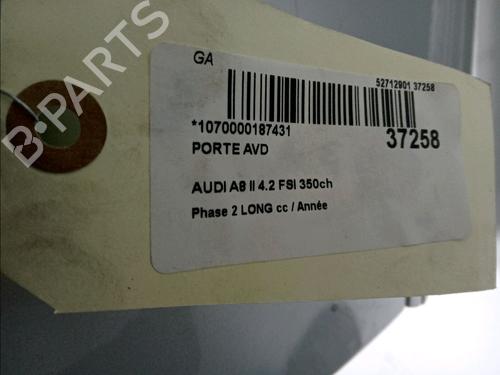 B-PARTS
GA
52712901 37258
*1070000187431
37258
PORTE AVD
AUDI A8 II 4.2 FSI 350ch
Phase 2 LONG cc / Année